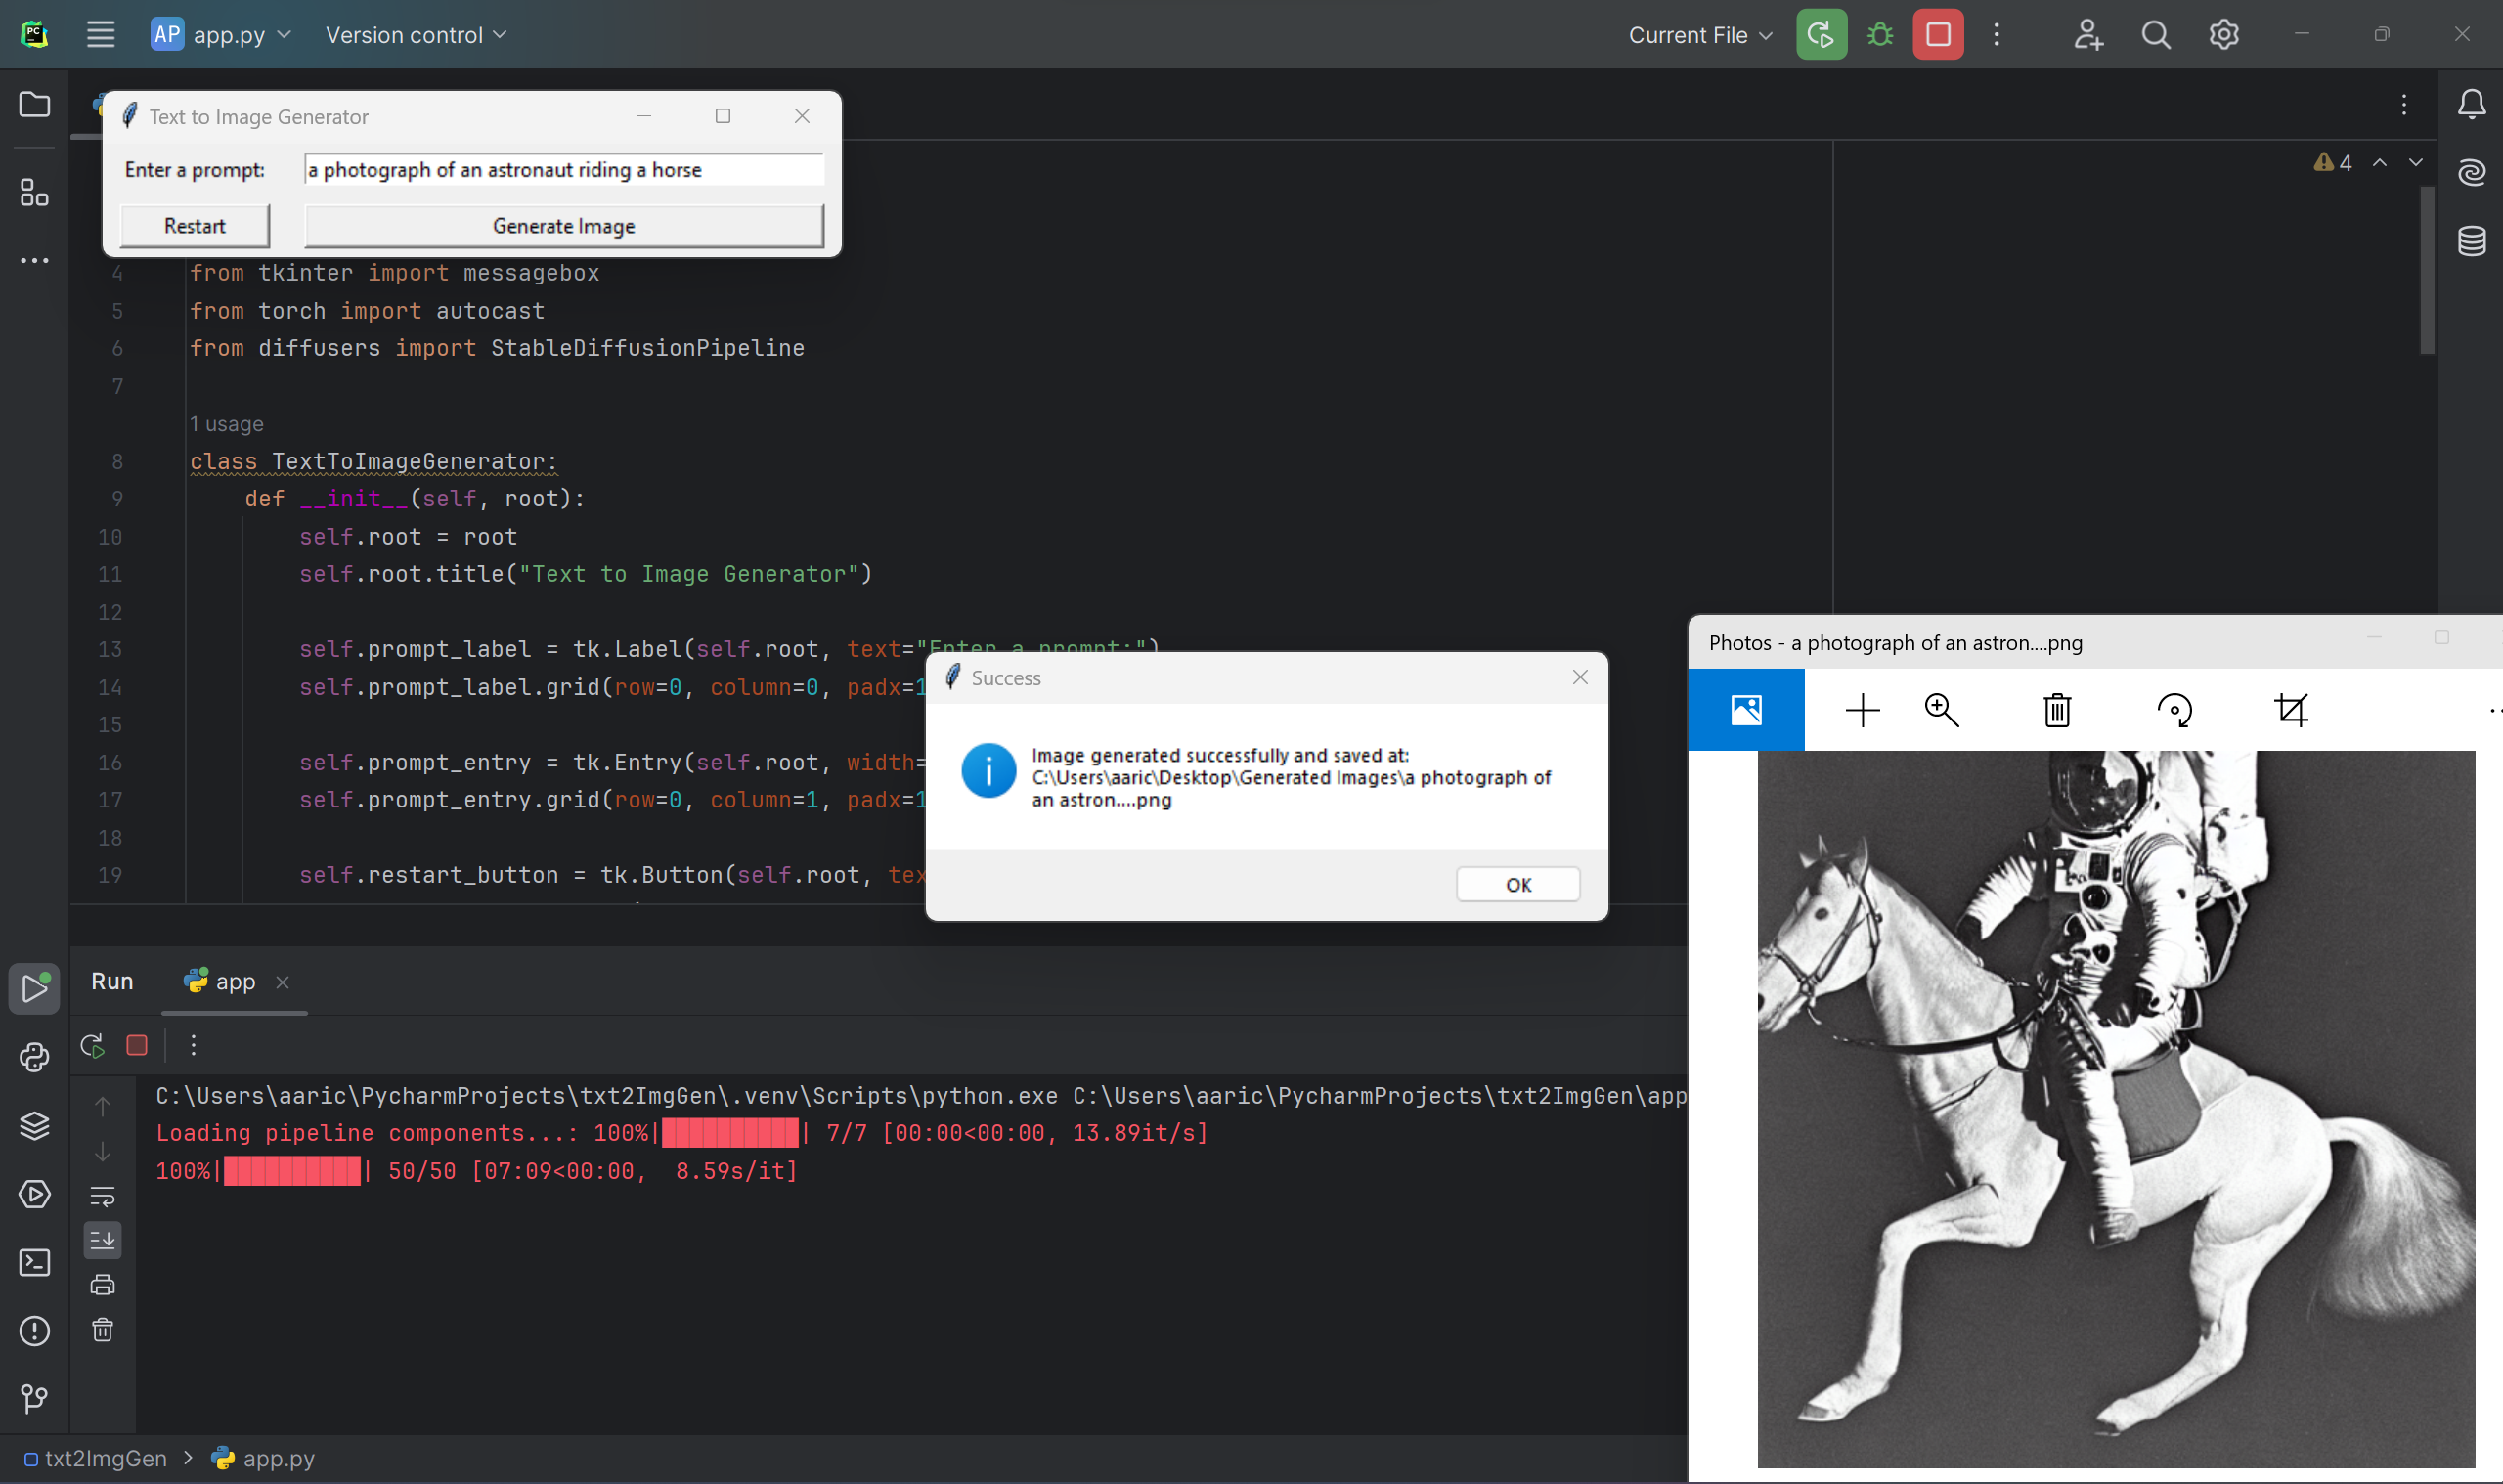 PC
AP app.py
Version control
Current File
Text to Image Generator
Enter a prompt:
a photograph of an astronaut riding a horse
Restart
Generate Image
4
4 from tkinter import messagebox
5 from torch import autocast
6 from diffusers import StableDiffusionPipeline
7
1 usage
8 class TextToImageGenerator:
9 def __init__(self, root):
10 self.root = root
11 self.root.title("Text to Image Generator")
12
13 self.prompt_label = tk.Label(self.root, text="Enter a prompt:")
14 self.prompt_label.grid(row=0, column=0, padx=1
15
16 self.prompt_entry = tk.Entry(self.root, width=
17 self.prompt_entry.grid(row=0, column=1, padx=1
18
19 self.restart_button = tk.Button(self.root, tex
Success
Image generated successfully and saved at:
C:\Users\aaric\Desktop\Generated Images\a photograph of
an astron....png
OK
Photos - a photograph of an astron....png
Run
app
C:\Users\aaric\PycharmProjects\txt2ImgGen\.venv\Scripts\python.exe C:\Users\aaric\PycharmProjects\txt2ImgGen\app
Loading pipeline components...: 100%|██████████| 7/7 [00:00<00:00, 13.89it/s]
100%|██████████| 50/50 [07:09<00:00,  8.59s/it]
txt2ImgGen > app.py